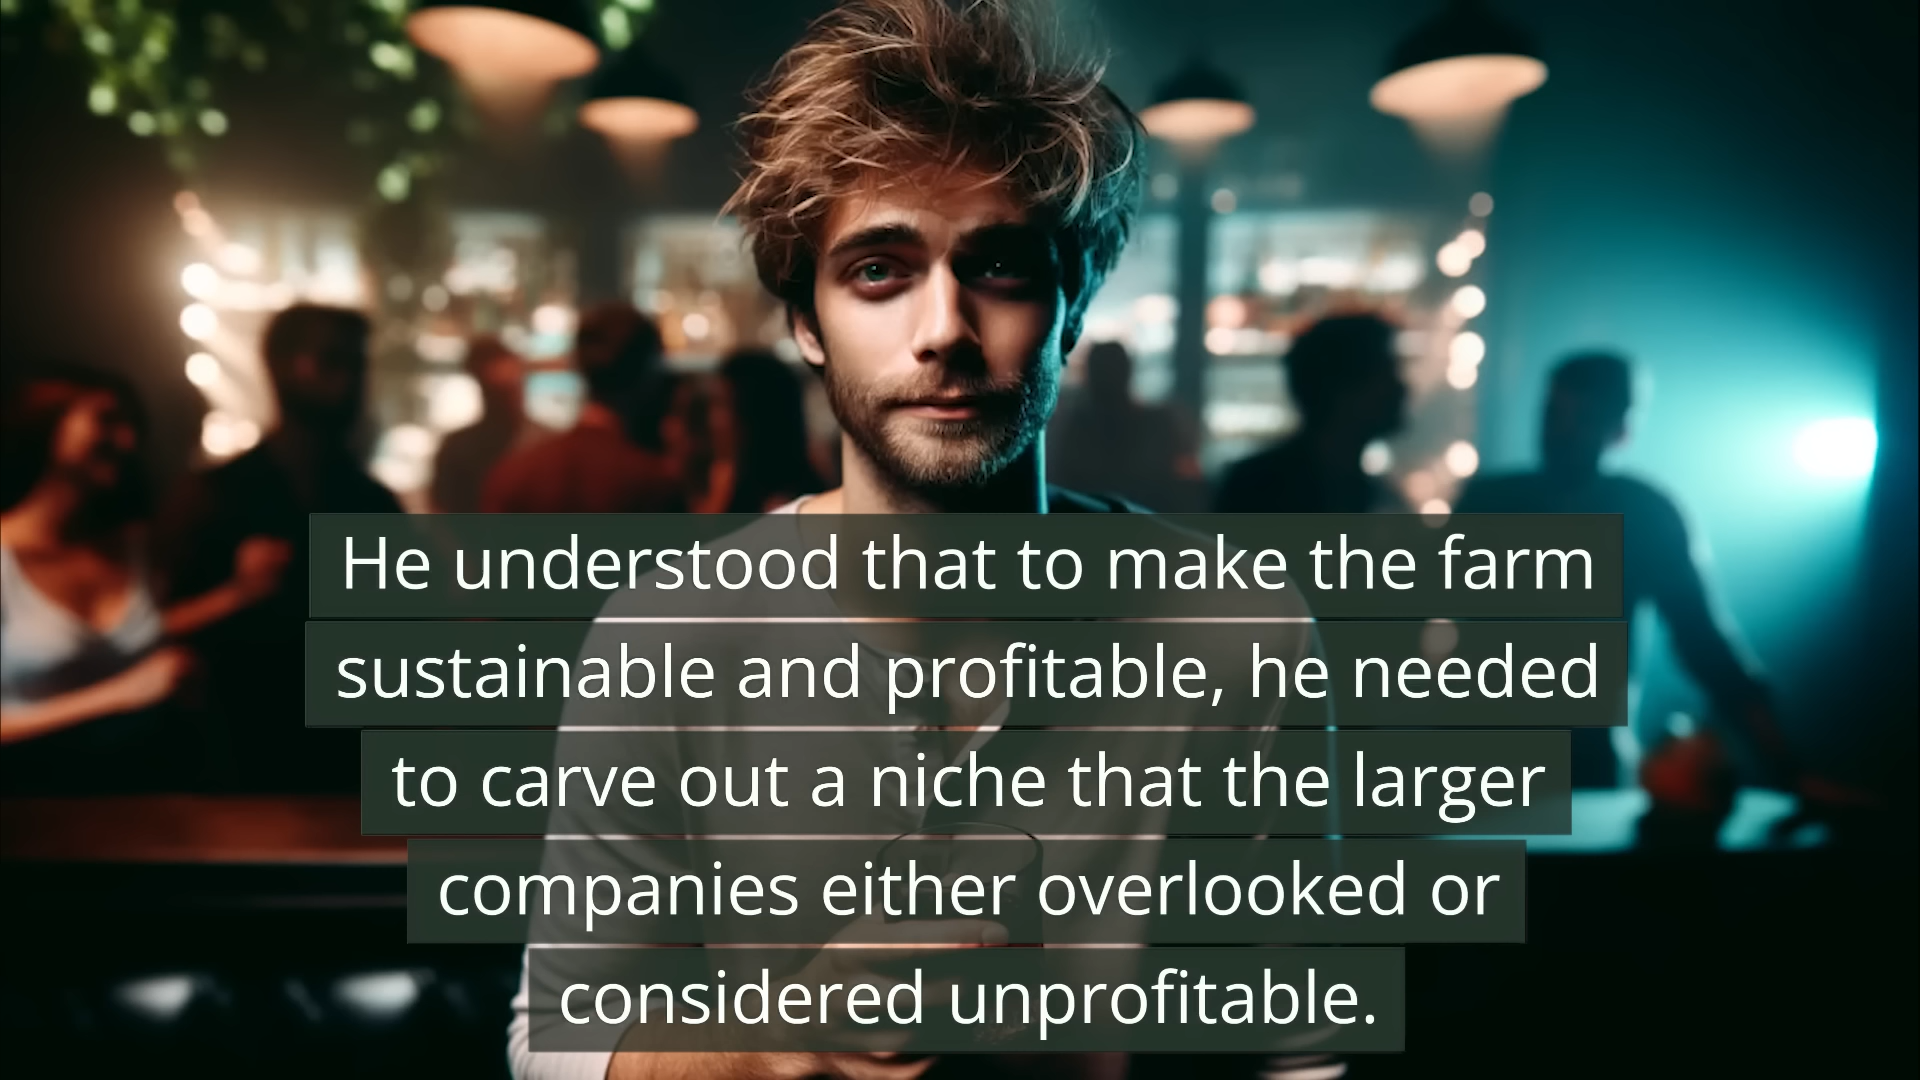 He understood that to make the farm
sustainable and profitable, he needed
to carve out a niche that the larger
companies either overlooked or
considered unprofitable.